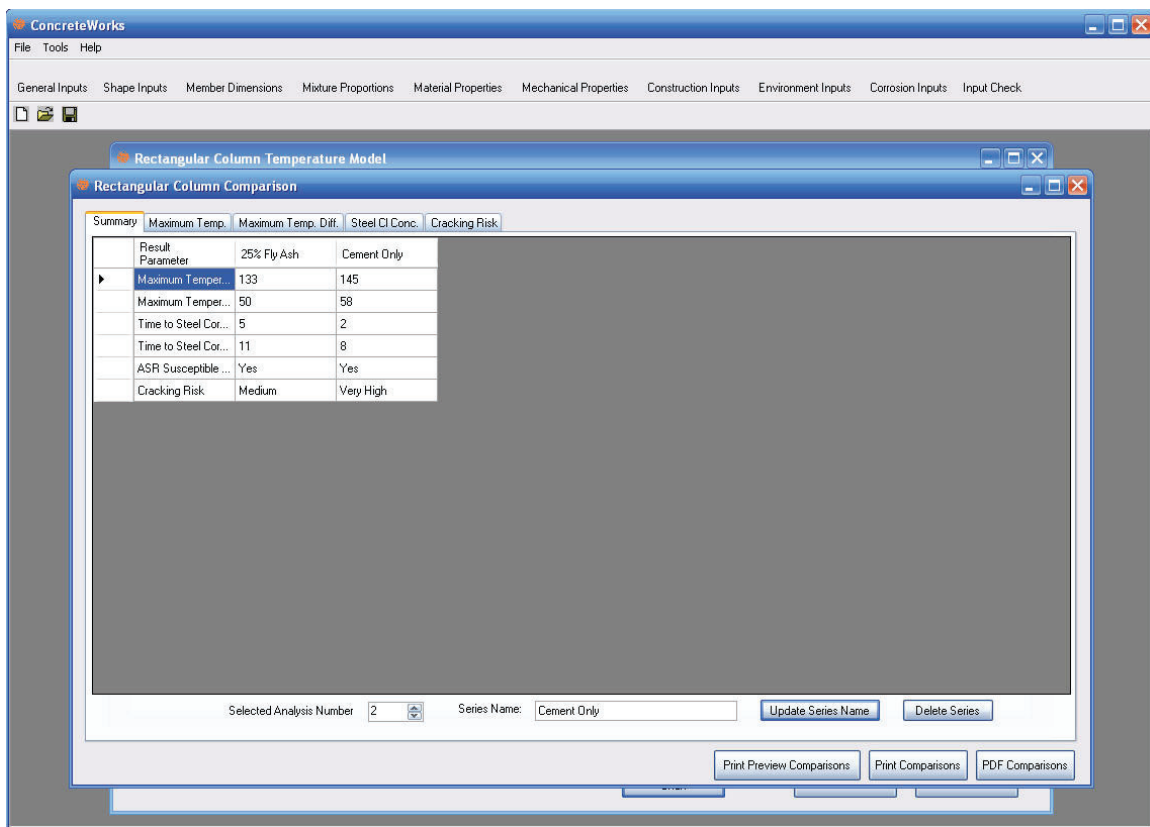 ConcreteWorks
File Tools Help
General Inputs Shape Inputs Member Dimensions Mixture Proportions Material Properties Mechanical Properties Construction Inputs Environment Inputs Corrosion Inputs Input Check
Rectangular Column Temperature Model
Rectangular Column Comparison
Summary Maximum Temp. Maximum Temp. Diff. Steel Cl Conc. Cracking Risk
Result
Parameter 25% Fly Ash Cement Only
Maximum Temper... 133 145
Maximum Temper... 50 58
Time to Steel Cor... 5 2
Time to Steel Cor... 11 8
ASR Susceptible ... Yes Yes
Cracking Risk Medium Very High
Selected Analysis Number 2 Series Name: Cement Only Update Series Name Delete Series
Print Preview Comparisons Print Comparisons PDF Comparisons